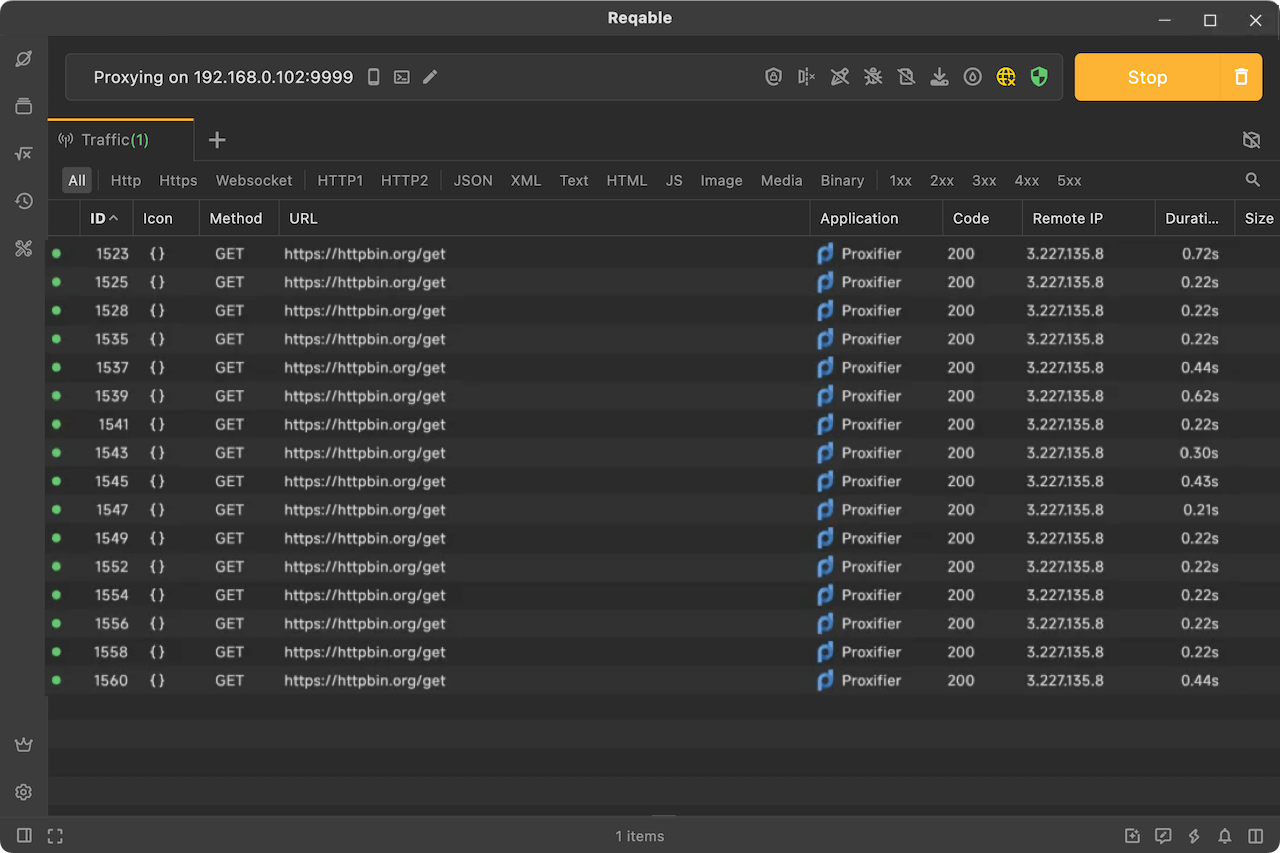 Reqable
Proxying on 192.168.0.102:9999
Stop
Traffic(1)
All Http Https Websocket HTTP1 HTTP2 JSON XML Text HTML JS Image Media Binary 1xx 2xx 3xx 4xx 5xx
ID Icon Method URL Application Code Remote IP Durati... Size
1523 {} GET https://httpbin.org/get Proxifier 200 3.227.135.8 0.72s
1525 {} GET https://httpbin.org/get Proxifier 200 3.227.135.8 0.22s
1528 {} GET https://httpbin.org/get Proxifier 200 3.227.135.8 0.22s
1535 {} GET https://httpbin.org/get Proxifier 200 3.227.135.8 0.22s
1537 {} GET https://httpbin.org/get Proxifier 200 3.227.135.8 0.44s
1539 {} GET https://httpbin.org/get Proxifier 200 3.227.135.8 0.62s
1541 {} GET https://httpbin.org/get Proxifier 200 3.227.135.8 0.22s
1543 {} GET https://httpbin.org/get Proxifier 200 3.227.135.8 0.30s
1545 {} GET https://httpbin.org/get Proxifier 200 3.227.135.8 0.43s
1547 {} GET https://httpbin.org/get Proxifier 200 3.227.135.8 0.21s
1549 {} GET https://httpbin.org/get Proxifier 200 3.227.135.8 0.22s
1552 {} GET https://httpbin.org/get Proxifier 200 3.227.135.8 0.22s
1554 {} GET https://httpbin.org/get Proxifier 200 3.227.135.8 0.22s
1556 {} GET https://httpbin.org/get Proxifier 200 3.227.135.8 0.22s
1558 {} GET https://httpbin.org/get Proxifier 200 3.227.135.8 0.22s
1560 {} GET https://httpbin.org/get Proxifier 200 3.227.135.8 0.44s
1 items